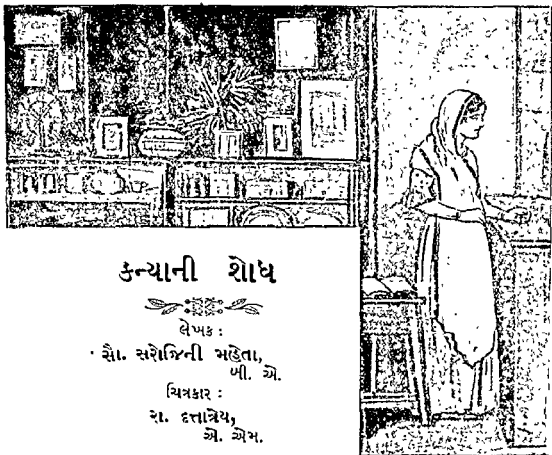 કન્યાની શોધ
લેખક :
સૌ. સરોજિની મહેતા,
બી. એ.
ચિત્રકાર :
રા. દત્તાત્રેય,
એ. એમ.